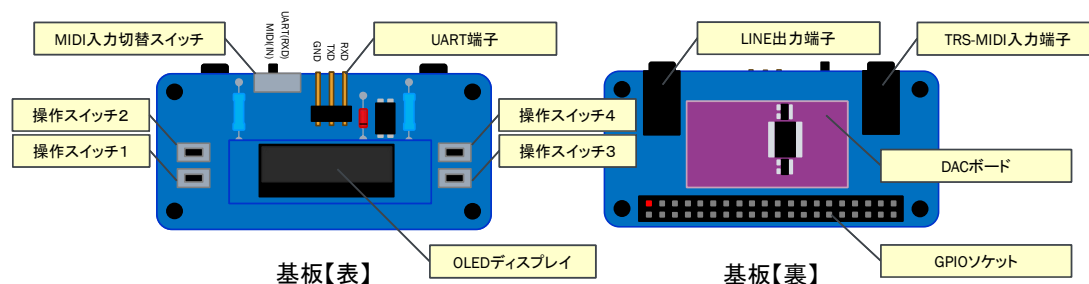 MIDI入力切替スイッチ
UART(RXD)
MIDI(IN)
GND
TXD
RXD
UART端子
操作スイッチ2
操作スイッチ1
操作スイッチ4
操作スイッチ3
OLEDディスプレイ
基板【表】
LINE出力端子
TRS-MIDI入力端子
DACボード
GPIOソケット
基板【裏】